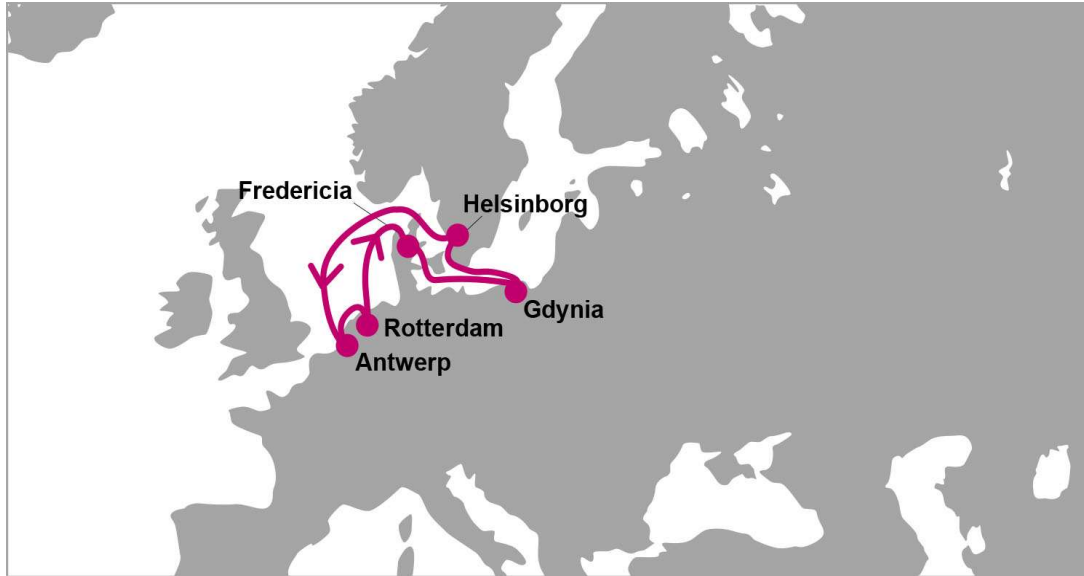 Fredericia
Helsinborg
Gdynia
Rotterdam
Antwerp